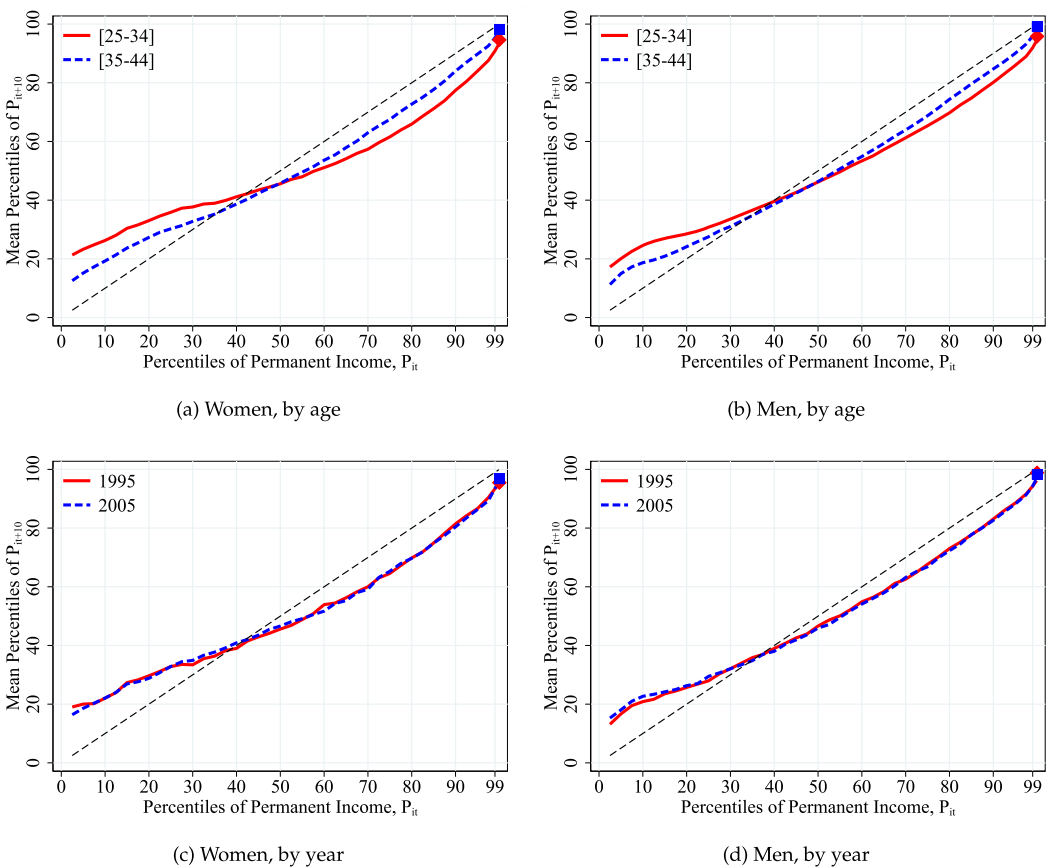 Mean Percentiles of Pit+10
0 20 40 60 80 100
[25-34]
[35-44]
0 10 20 30 40 50 60 70 80 90 99
Percentiles of Permanent Income, Pit
(a) Women, by age
Mean Percentiles of Pit+10
0 20 40 60 80 100
[25-34]
[35-44]
0 10 20 30 40 50 60 70 80 90 99
Percentiles of Permanent Income, Pit
(b) Men, by age
Mean Percentiles of Pit+10
0 20 40 60 80 100
1995
2005
0 10 20 30 40 50 60 70 80 90 99
Percentiles of Permanent Income, Pit
(c) Women, by year
Mean Percentiles of Pit+10
0 20 40 60 80 100
1995
2005
0 10 20 30 40 50 60 70 80 90 99
Percentiles of Permanent Income, Pit
(d) Men, by year